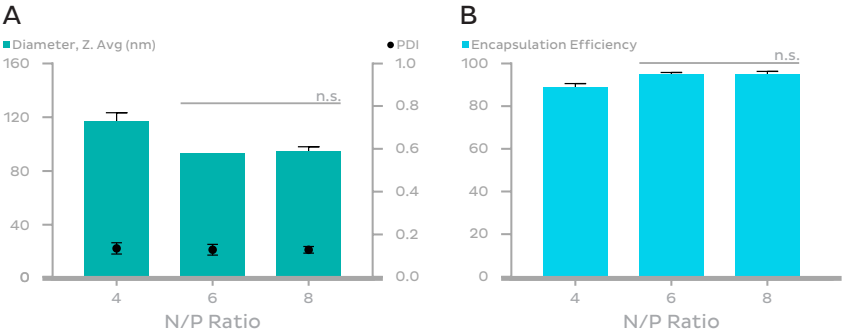 A
Diameter, Z. Avg (nm)
PDI
160
120
80
40
0
1.0
0.8
0.6
0.4
0.2
0.0
n.s.
4
6
8
N/P Ratio
B
Encapsulation Efficiency
100
80
60
40
20
0
n.s.
4
6
8
N/P Ratio